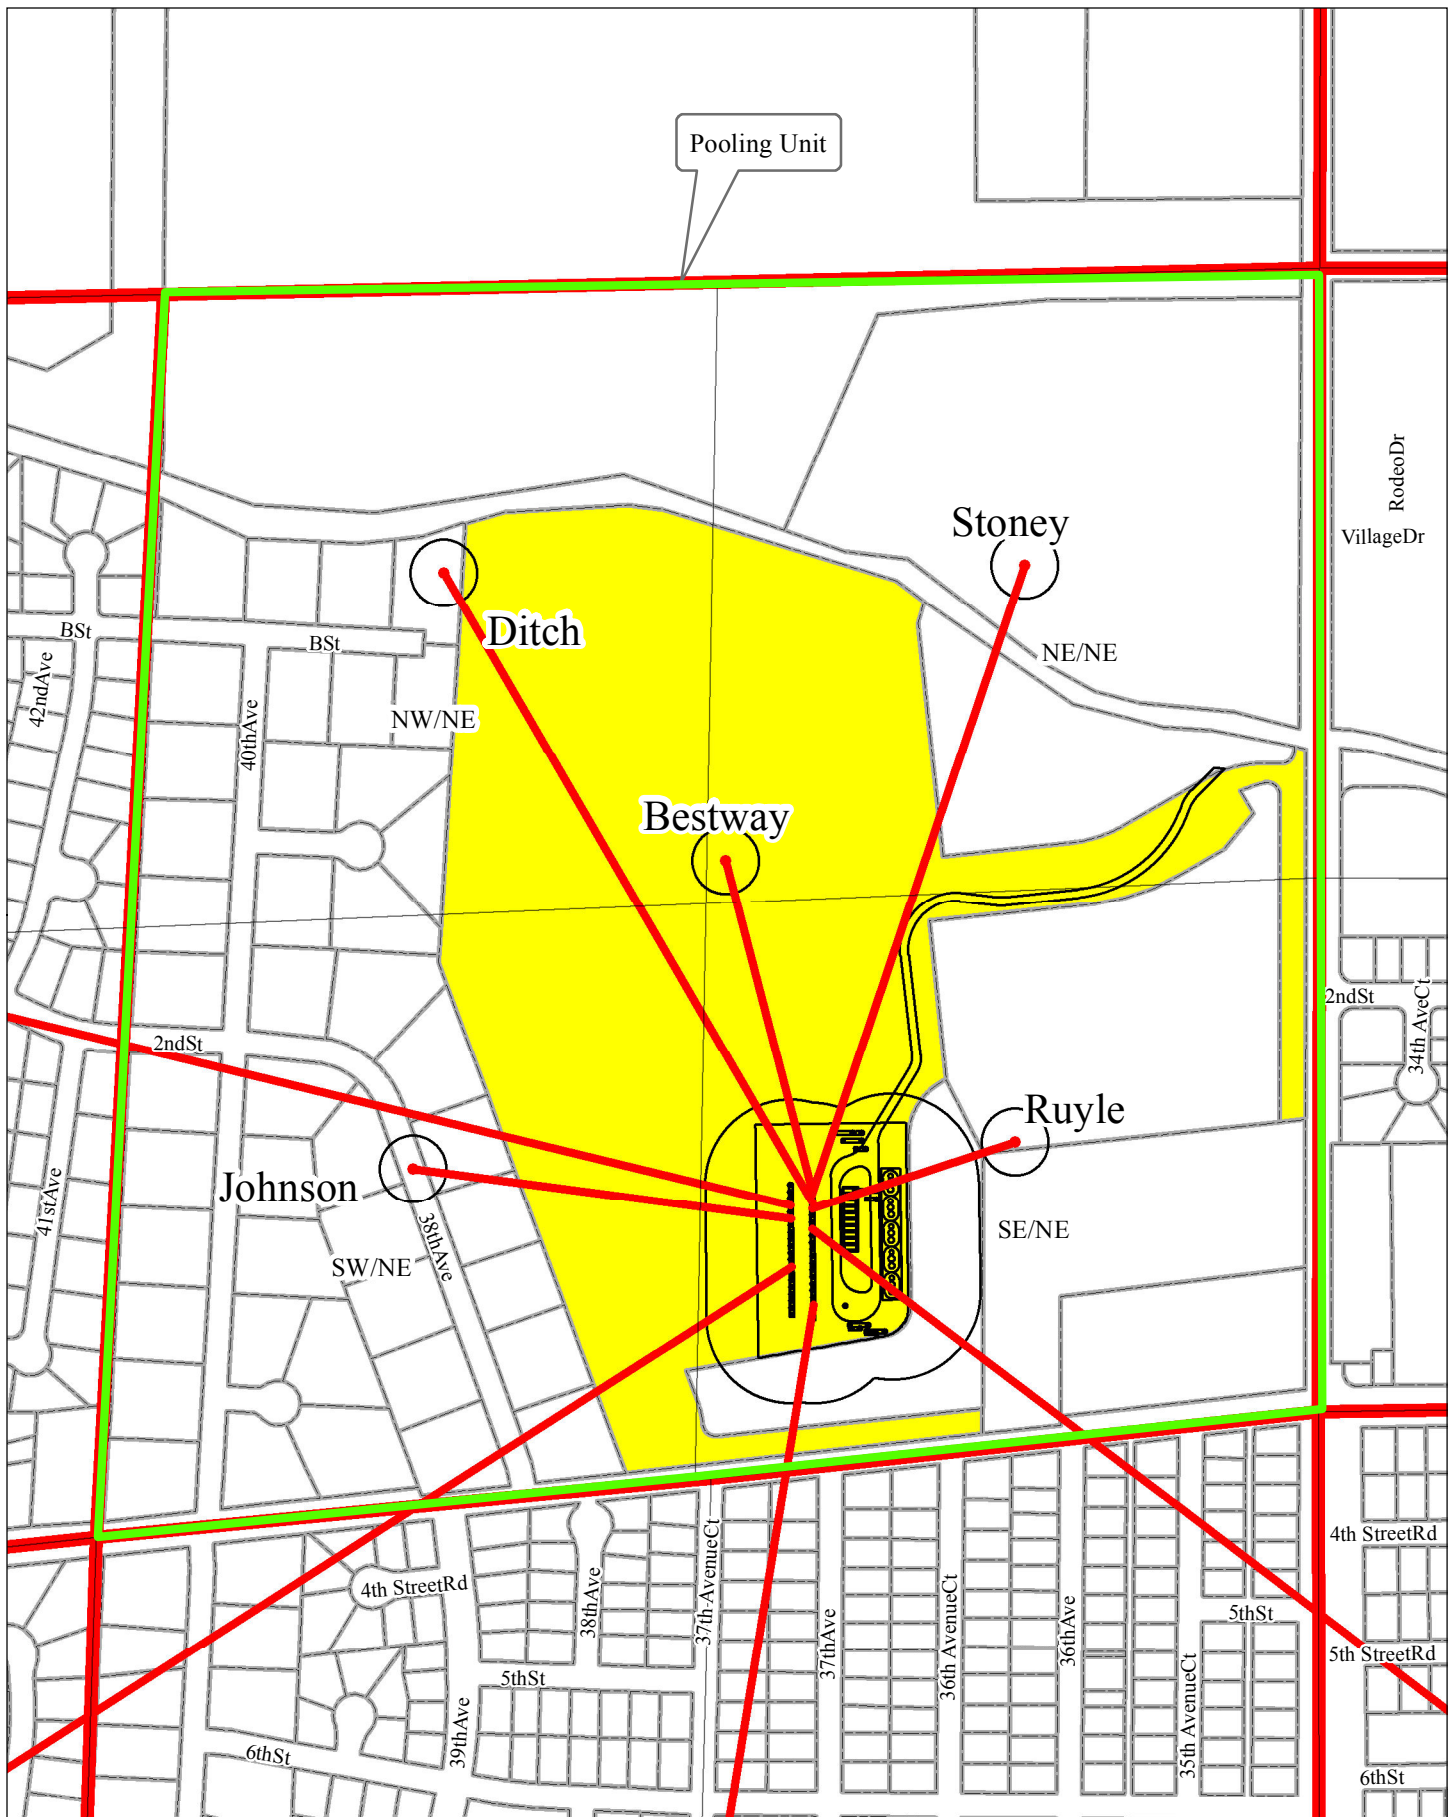 Pooling Unit
RodeoDr
VillageDr
Stoney
Ditch
BSt
BSt
NE/NE
42ndAve
40thAve
NW/NE
Bestway
2ndSt
34th AveCt
2ndSt
Ruyle
Johnson
41stAve
38thAve
SW/NE
SE/NE
4th StreetRd
4th StreetRd
38thAve
37th AvenueCt
37thAve
36th AvenueCt
36thAve
5thSt
5th StreetRd
5thSt
35th AvenueCt
39thAve
6thSt
6thSt